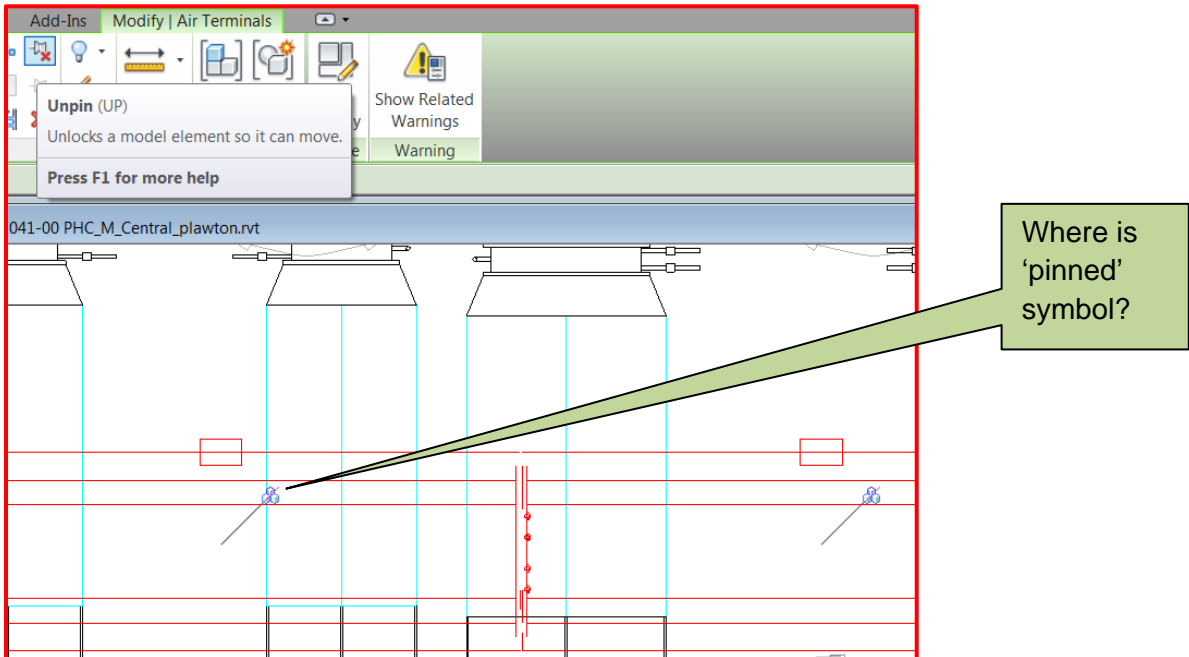 Add-Ins Modify | Air Terminals
Unpin (UP)
Unlocks a model element so it can move.
Press F1 for more help
y
e
Show Related
Warnings
Warning
041-00 PHC_M_Central_plawton.rvt
Where is
‘pinned’
symbol?